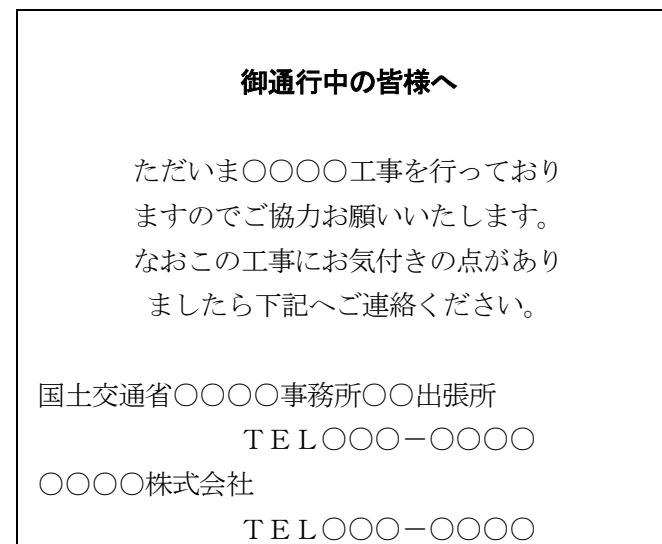 御通行中の皆様へ
ただいま○○○○工事を行っており
ますのでご協力お願いいたします。
なおこの工事にお気付きの点があり
ましたら下記へご連絡ください。
国土交通省○○○○事務所○○出張所
ＴＥＬ○○○－○○○○
○○○○株式会社
ＴＥＬ○○○－○○○○